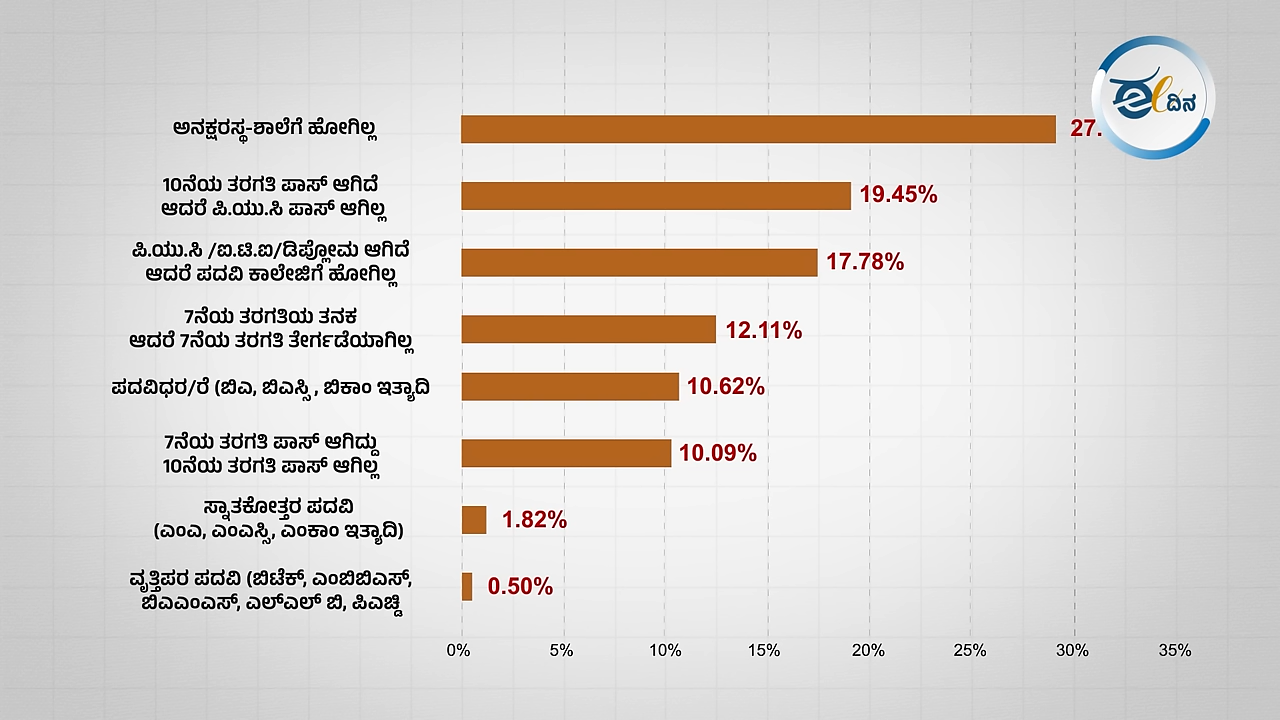 ಅನಕ್ಷರಸ್ಥ-ಶಾಲೆಗೆ ಹೋಗಿಲ್ಲ
27.
10ನೆಯ ತರಗತಿ ಪಾಸ್ ಆಗಿದೆ
ಆದರೆ ಪಿ.ಯು.ಸಿ ಪಾಸ್ ಆಗಿಲ್ಲ
19.45%
ಪಿ.ಯು.ಸಿ /ಐ.ಟಿ.ಐ/ಡಿಪ್ಲೋಮ ಆಗಿದೆ
ಆದರೆ ಪದವಿ ಕಾಲೇಜಿಗೆ ಹೋಗಿಲ್ಲ
17.78%
7ನೆಯ ತರಗತಿಯ ತನಕ
ಆದರೆ 7ನೆಯ ತರಗತಿ ತೇರ್ಗಡೆಯಾಗಿಲ್ಲ
12.11%
ಪದವಿಧರ/ರೆ (ಬಿಎ, ಬಿಎಸ್ಸಿ, ಬಿಕಾಂ ಇತ್ಯಾದಿ
10.62%
7ನೆಯ ತರಗತಿ ಪಾಸ್ ಆಗಿದ್ದು
10ನೆಯ ತರಗತಿ ಪಾಸ್ ಆಗಿಲ್ಲ
10.09%
ಸ್ನಾತಕೋತ್ತರ ಪದವಿ
(ಎಂಎ, ಎಂಎಸ್ಸಿ, ಎಂಕಾಂ ಇತ್ಯಾದಿ)
1.82%
ವೃತ್ತಿಪರ ಪದವಿ (ಬಿಟೆಕ್, ಎಂಬಿಬಿಎಸ್,
ಬಿಎಎಂಎಸ್, ಎಲ್ಎಲ್ ಬಿ, ಪಿಎಚ್ಡಿ
0.50%
0% 5% 10% 15% 20% 25% 30% 35%
ದಿನ